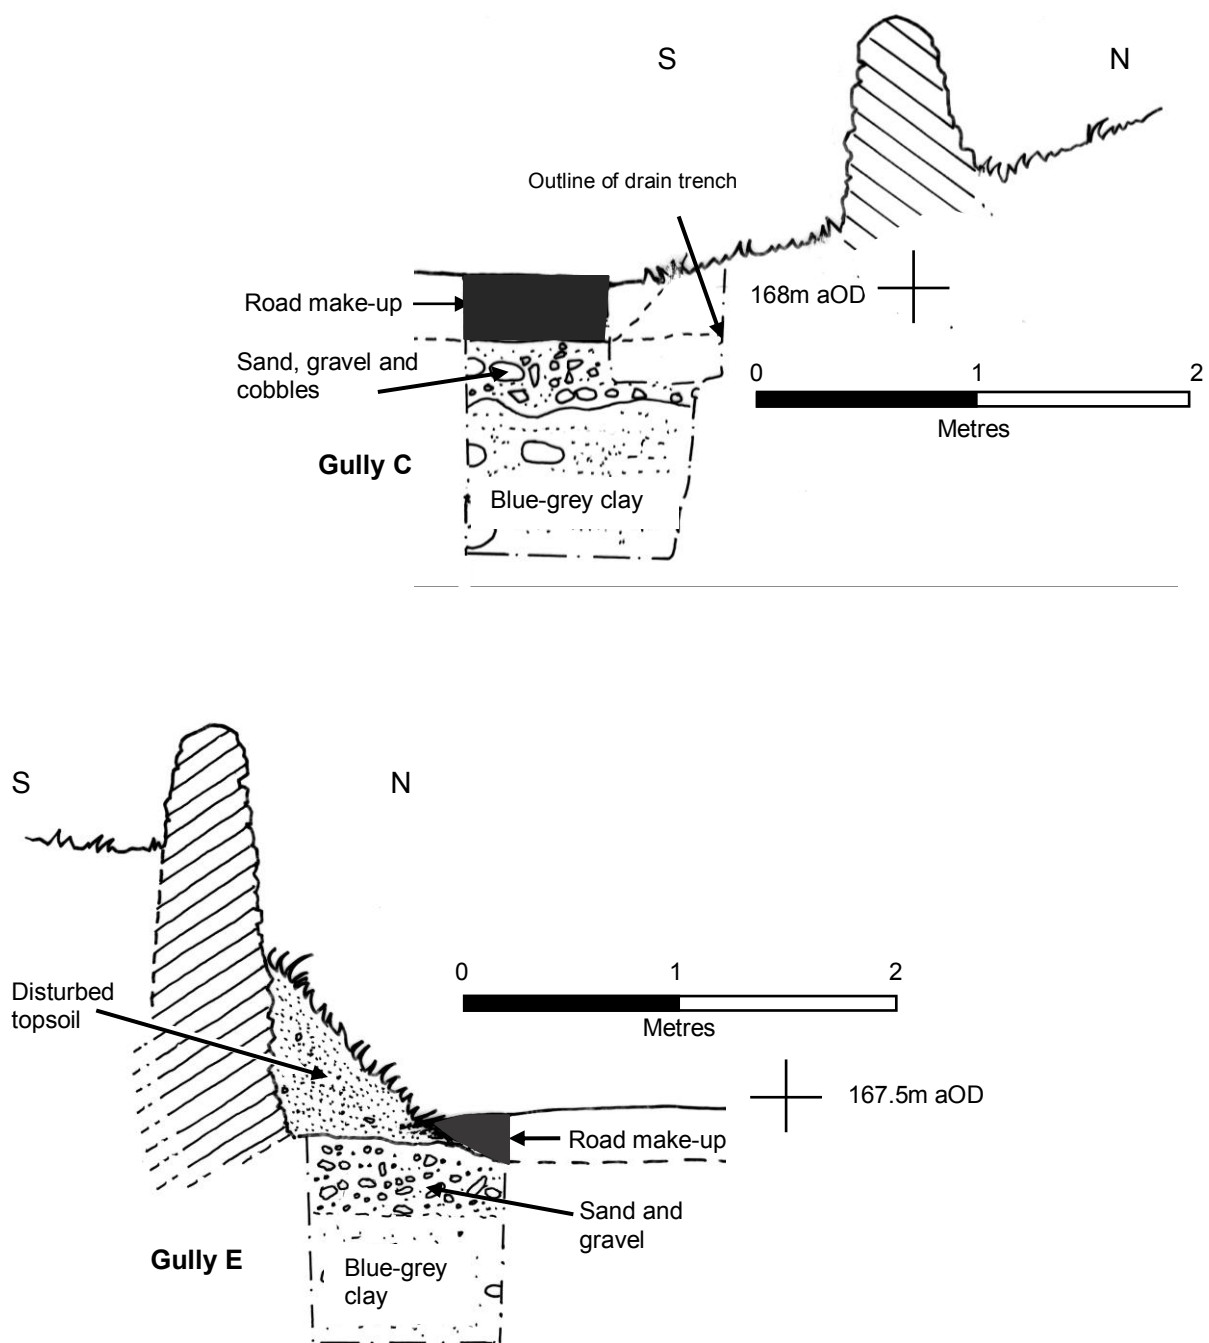 S
N
Outline of drain trench
168m aOD
Road make-up
Sand, gravel and
cobbles
0
1
2
Metres
Gully C
Blue-grey clay
S
N
0
1
2
Metres
Disturbed
topsoil
167.5m aOD
Road make-up
Sand and
gravel
Gully E
Blue-grey
clay